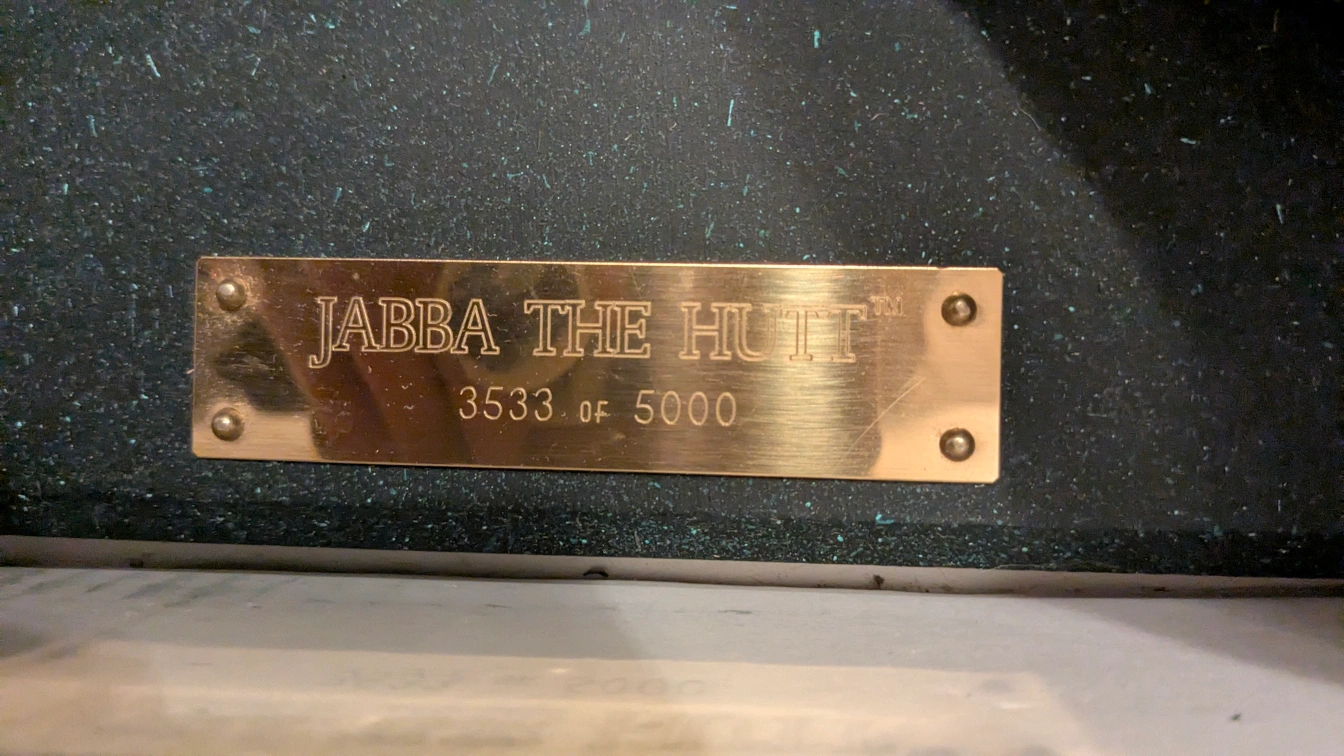 JABBA THE HUTT™
3533 OF 5000